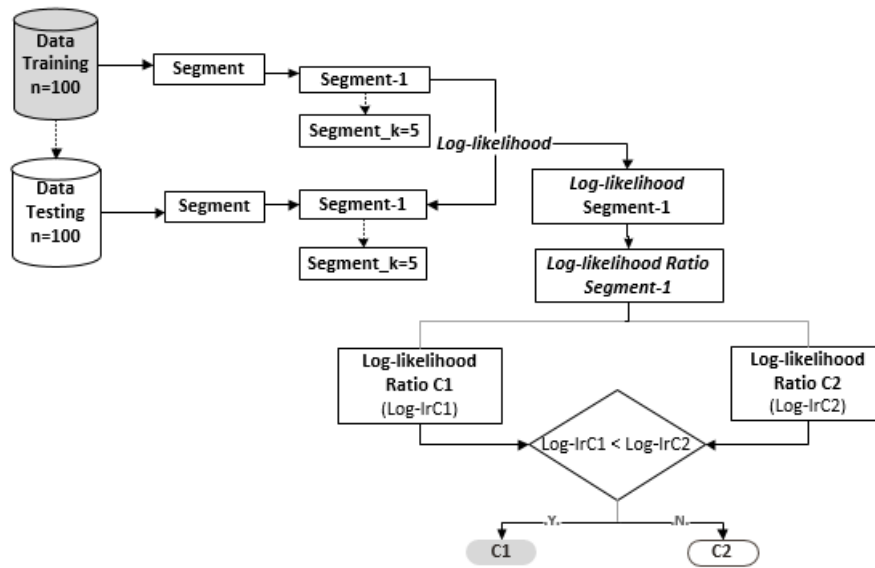 Data
Training
n=100
Segment
Segment-1
Segment_k=5
Log-likelihood
Data
Testing
n=100
Segment
Segment-1
Segment_k=5
Log-likelihood
Segment-1
Log-likelihood Ratio
Segment-1
Log-likelihood
Ratio C1
(Log-lrC1)
Log-likelihood
Ratio C2
(Log-lrC2)
Log-lrC1 < Log-lrC2
.Y.
.N.
C1
C2